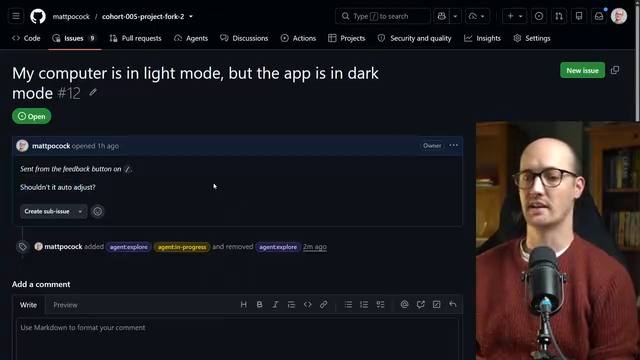 mattpocock / cohort-005-project-fork-2
Type / to search
Code Issues 9 Pull requests Agents Discussions Actions Projects Security and quality Insights Settings
My computer is in light mode, but the app is in dark
mode #12
New issue
Open
mattpocock opened 1h ago Owner
Sent from the feedback button on /.
Shouldn't it auto adjust?
Create sub-issue
mattpocock added agent:explore agent:in-progress and removed agent:explore 2m ago
Add a comment
Write Preview
Use Markdown to format your comment